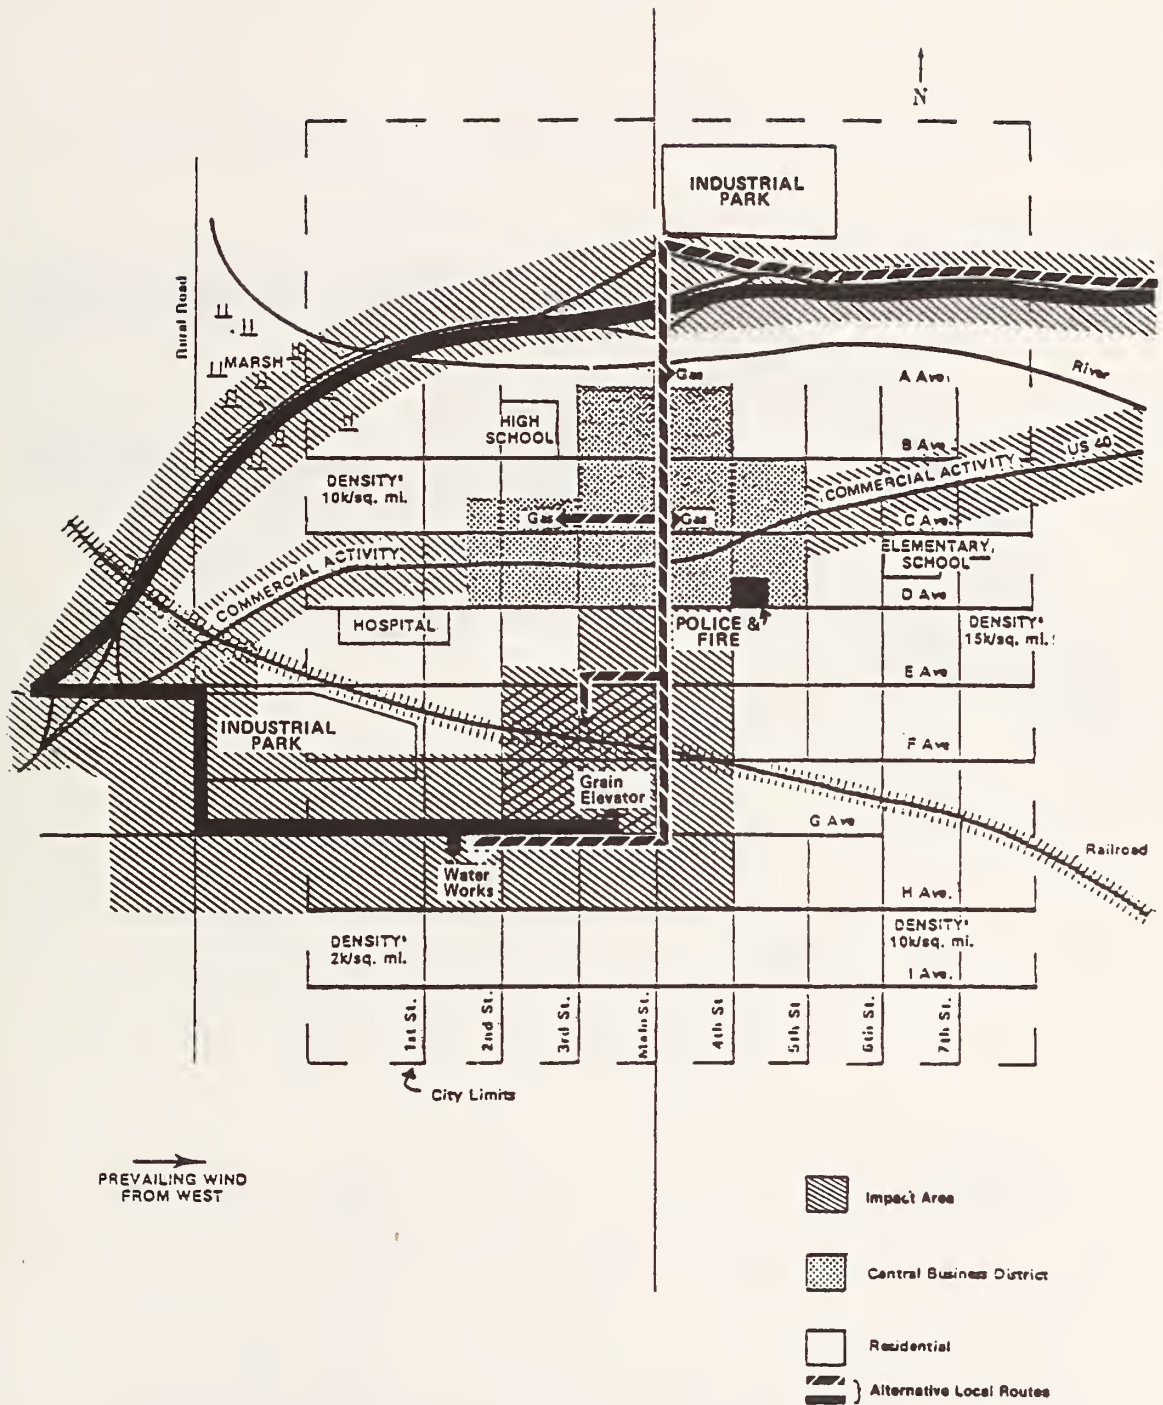 N
INDUSTRIAL
PARK
Rural Road
MARSH
Gas
A Ave.
River
HIGH
SCHOOL
B Ave.
US 40
COMMERCIAL ACTIVITY
DENSITY*
10k/sq. mi.
Gas
Gas
C Ave.
COMMERCIAL ACTIVITY
ELEMENTARY
SCHOOL
D Ave
HOSPITAL
POLICE &
FIRE
DENSITY*
15k/sq. mi.
E Ave
INDUSTRIAL
PARK
F Ave
Grain
Elevator
G Ave
Railroad
Water
Works
H Ave.
DENSITY*
2k/sq. mi.
DENSITY*
10k/sq. mi.
I Ave.
1st St.
2nd St.
3rd St.
Main St.
4th St.
5th St
6th St.
7th St.
City Limits
PREVAILING WIND
FROM WEST
Impact Area
Central Business District
Residential
Alternative Local Routes